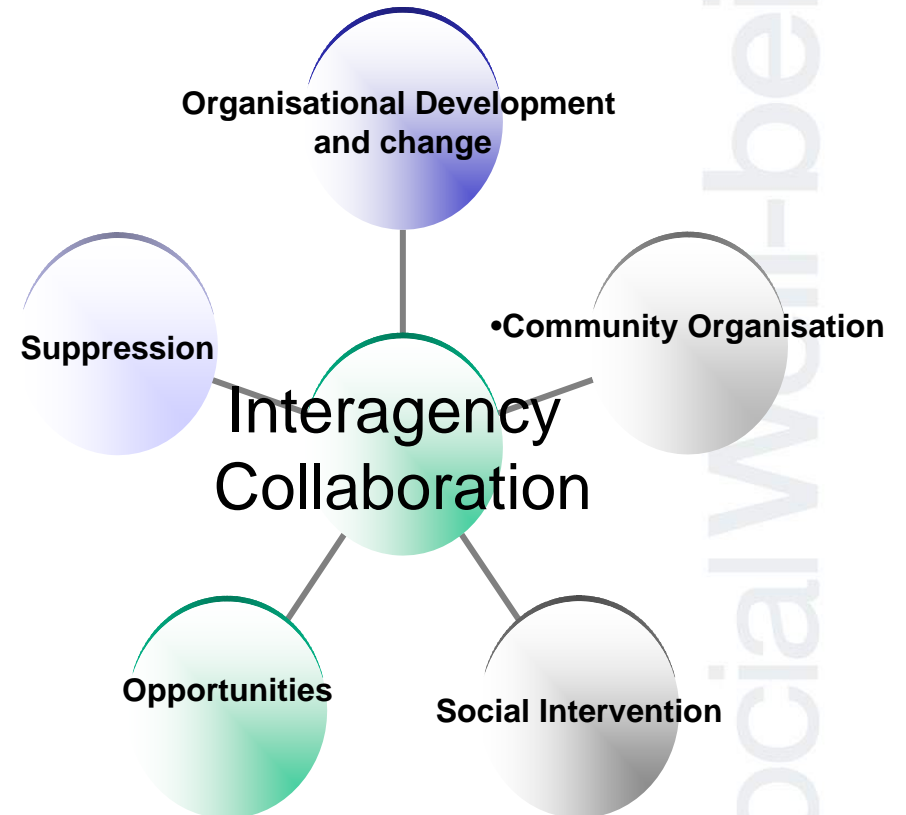 Organisational Development
and change
•Community Organisation
Suppression
Interagency
Collaboration
Opportunities
Social Intervention